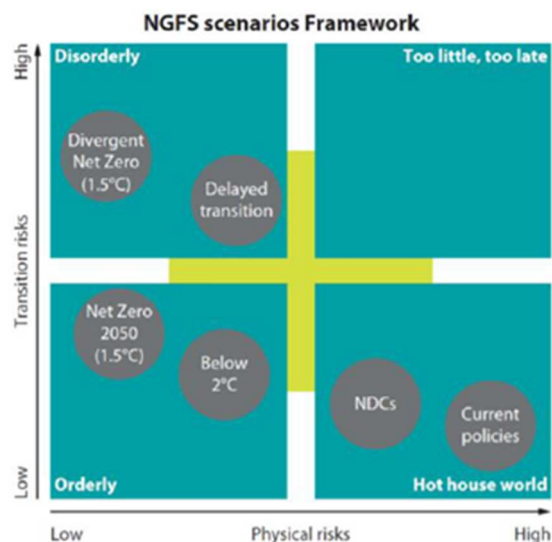 NGFS scenarios Framework
High
Disorderly
Too little, too late
Divergent
Net Zero
(1.5°C)
Delayed
transition
Transition risks
Net Zero
2050
(1.5°C)
Below
2°C
NDCs
Current
policies
Low
Orderly
Hot house world
Low
Physical risks
High